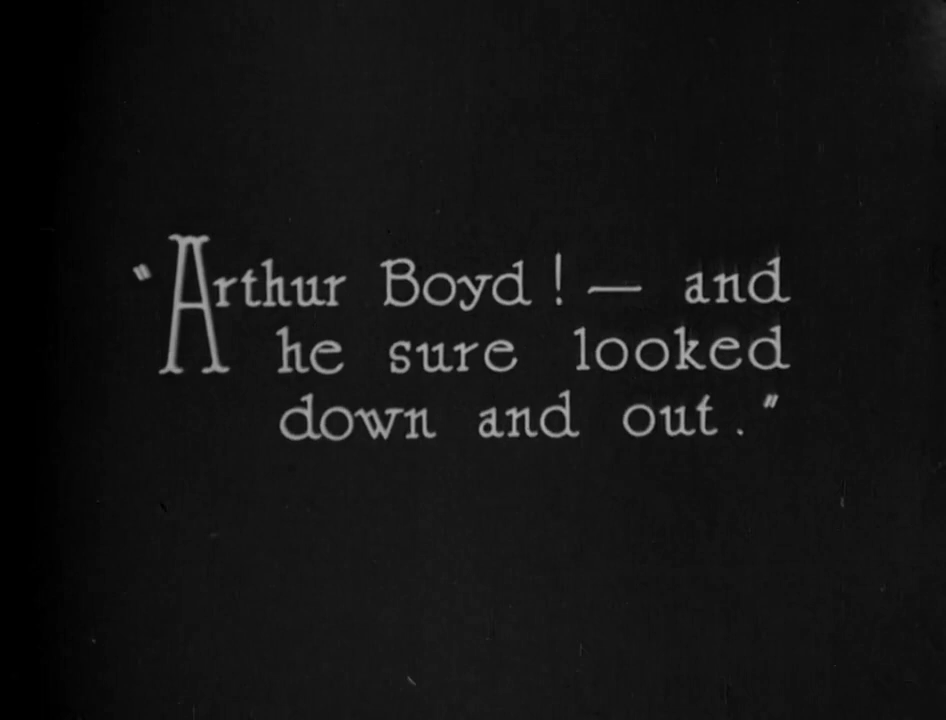 "Arthur Boyd! — and
he sure looked
down and out."